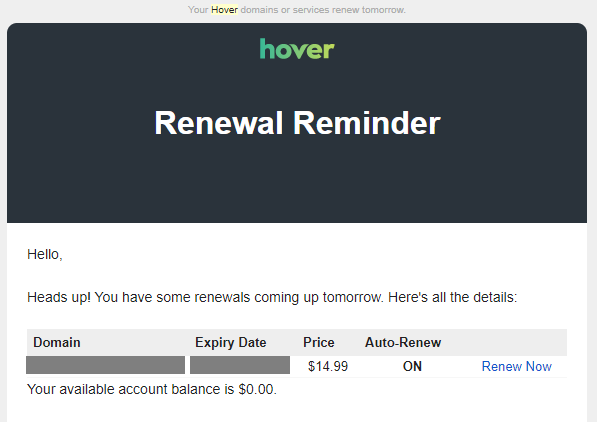 Your Hover domains or services renew tomorrow.
hover
Renewal Reminder
Hello,
Heads up! You have some renewals coming up tomorrow. Here's all the details:
Domain Expiry Date Price Auto-Renew
$14.99 ON Renew Now
Your available account balance is $0.00.